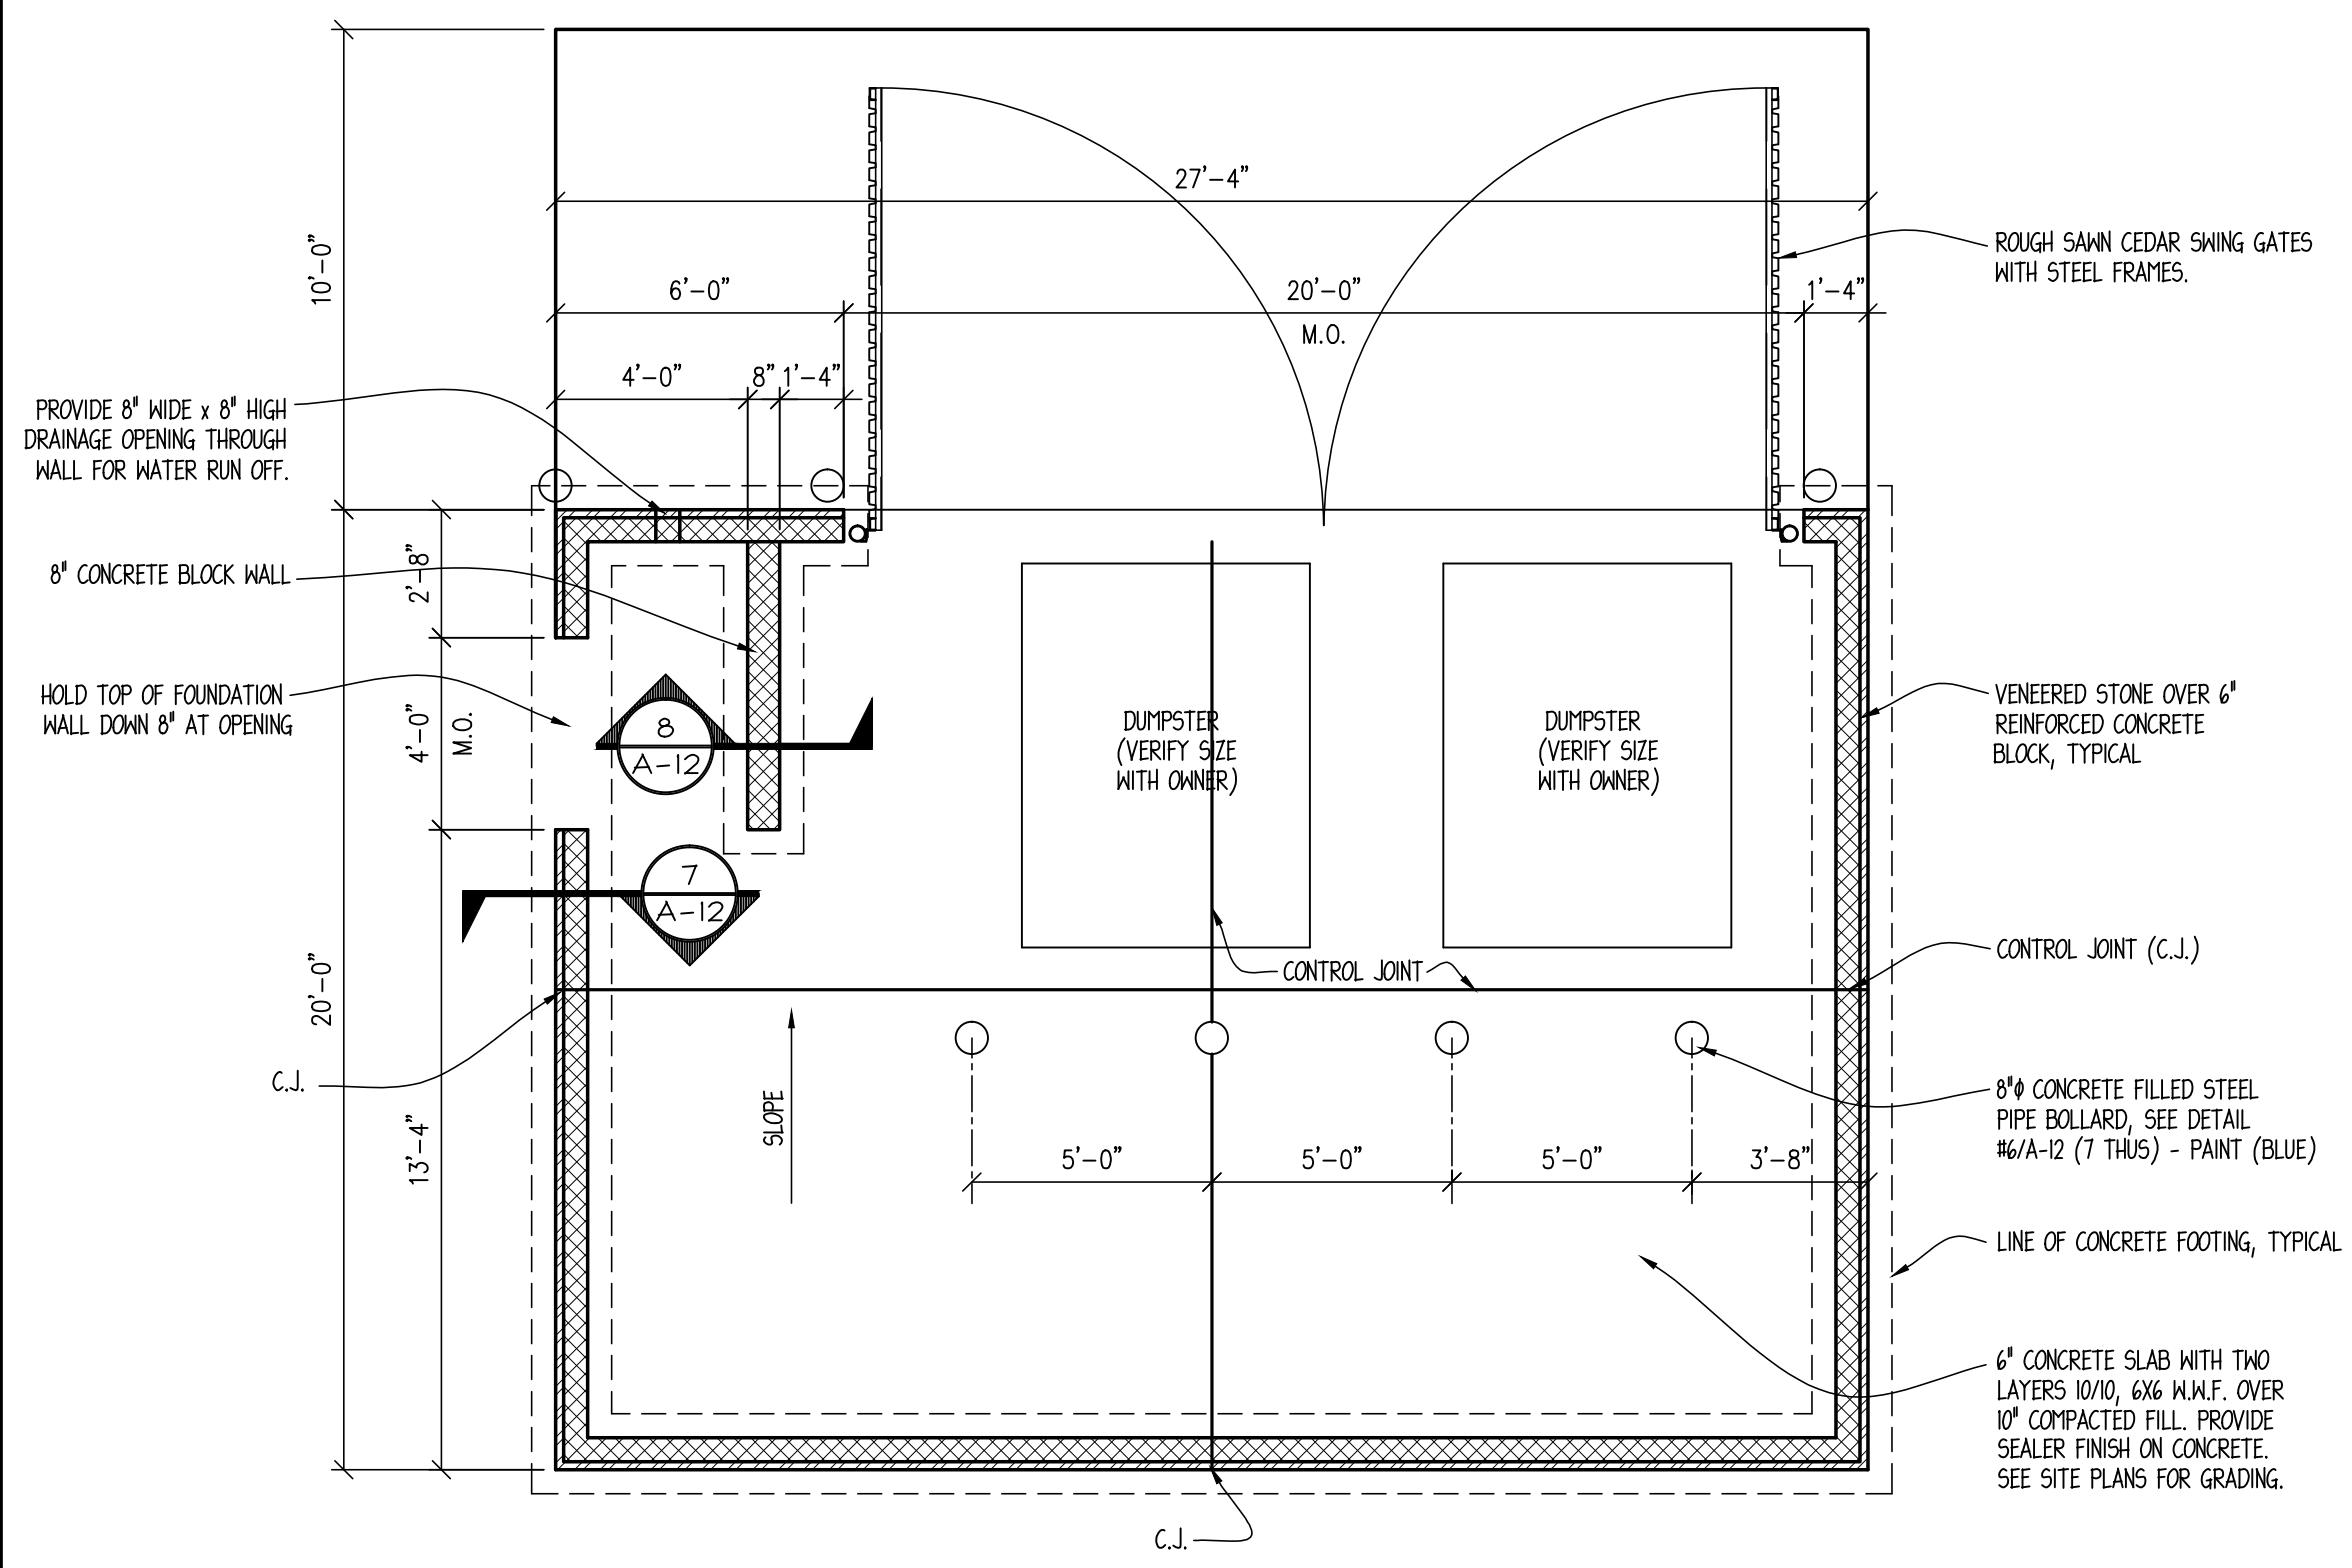 27'-4"
10'-0"
ROUGH SAWN CEDAR SWING GATES
WITH STEEL FRAMES.
6'-0"
20'-0"
M.O.
1'-4"
4'-0"
8"
1'-4"
PROVIDE 8" WIDE x 8" HIGH
DRAINAGE OPENING THROUGH
WALL FOR WATER RUN OFF.
2'-8"
8" CONCRETE BLOCK WALL
HOLD TOP OF FOUNDATION
WALL DOWN 8" AT OPENING
4'-0"
M.O.
8
A-12
DUMPSTER
(VERIFY SIZE
WITH OWNER)
DUMPSTER
(VERIFY SIZE
WITH OWNER)
VENEERED STONE OVER 6"
REINFORCED CONCRETE
BLOCK, TYPICAL
7
A-12
20'-0"
CONTROL JOINT
CONTROL JOINT (C.J.)
C.J.
SLOPE
13'-4"
8"Ø CONCRETE FILLED STEEL
PIPE BOLLARD, SEE DETAIL
#6/A-12 (7 THUS) - PAINT (BLUE)
5'-0"
5'-0"
5'-0"
3'-8"
LINE OF CONCRETE FOOTING, TYPICAL
6" CONCRETE SLAB WITH TWO
LAYERS 10/10, 6X6 W.W.F. OVER
10" COMPACTED FILL. PROVIDE
SEALER FINISH ON CONCRETE.
SEE SITE PLANS FOR GRADING.
C.J.